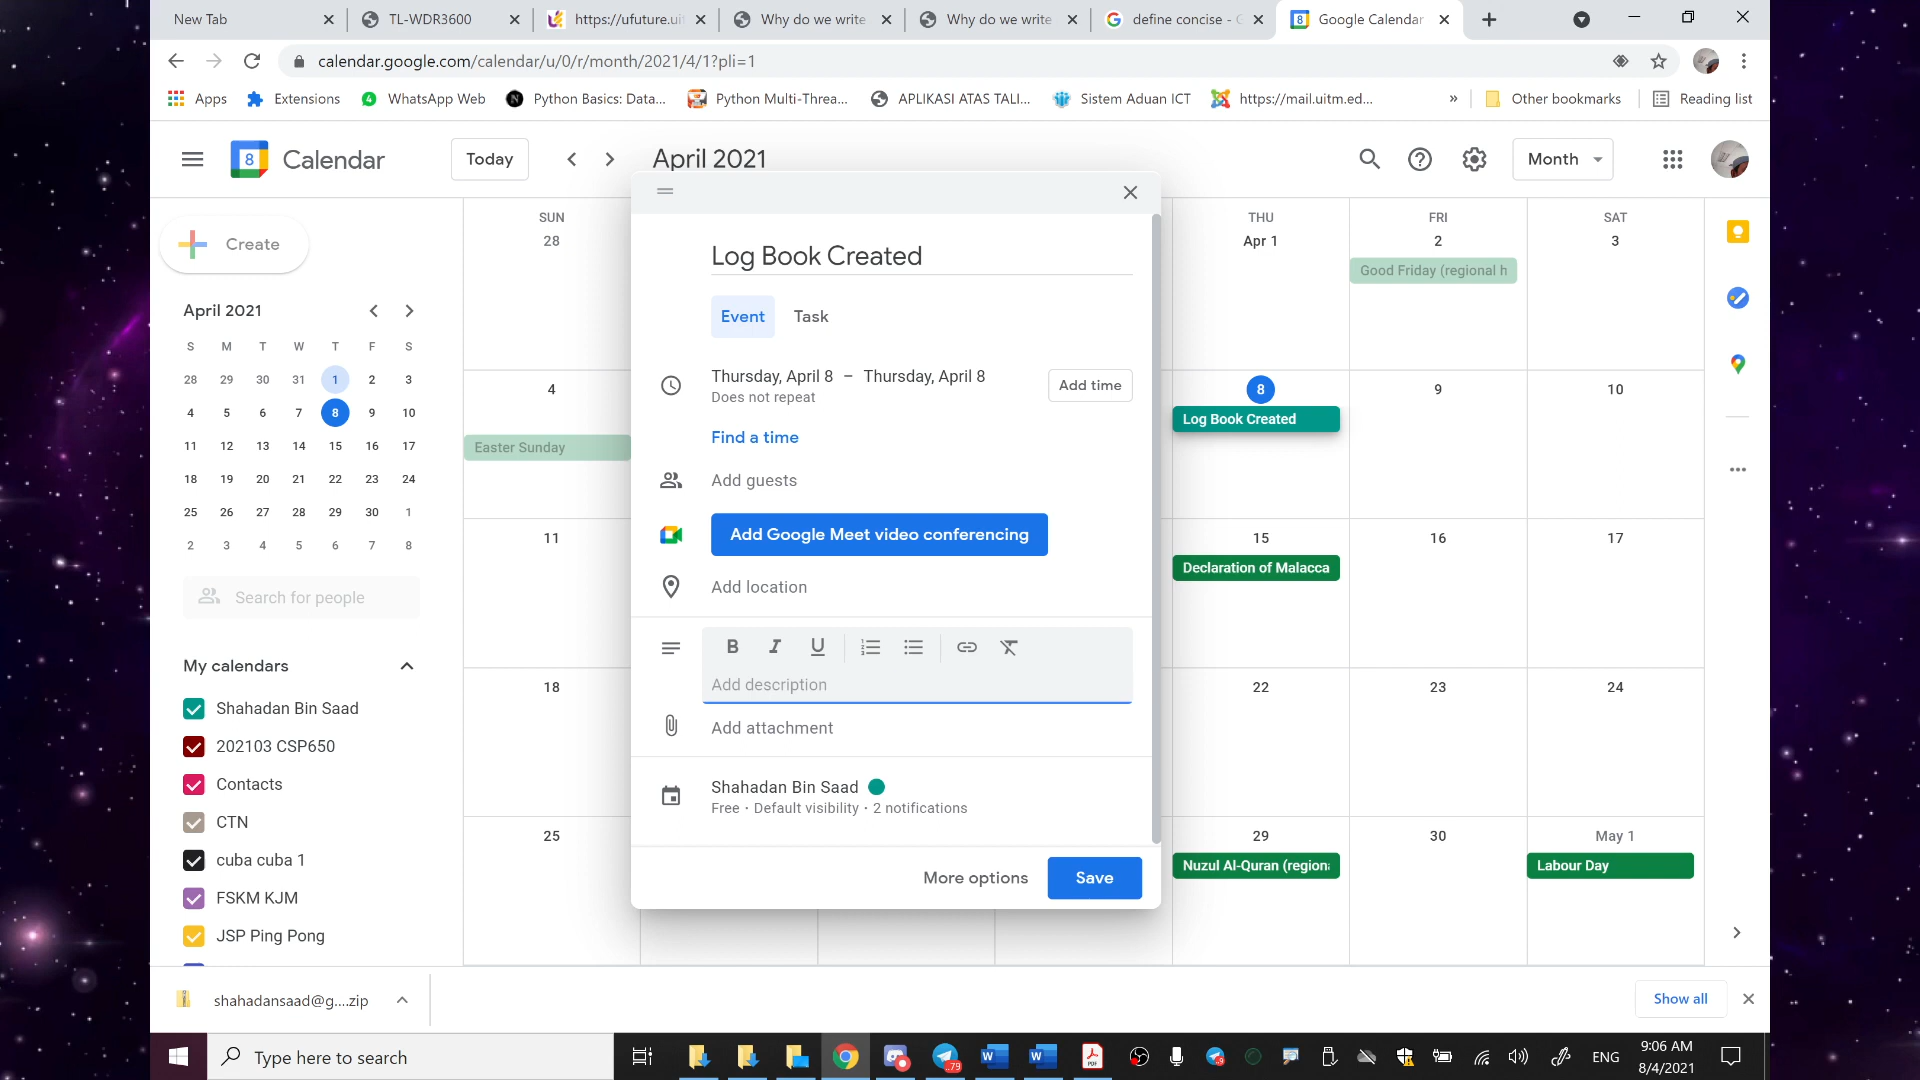 New Tab
TL-WDR3600
https://ufuture.uit
Why do we write
Why do we write
define concise - G
Google Calendar
calendar.google.com/calendar/u/0/r/month/2021/4/1?pli=1
Apps
Extensions
WhatsApp Web
Python Basics: Data...
Python Multi-Threa...
APLIKASI ATAS TALI...
Sistem Aduan ICT
https://mail.uitm.ed...
»
Other bookmarks
Reading list
8
Calendar
Today
April 2021
Month
Create
April 2021
S M T W T F S
28 29 30 31 1 2 3
4 5 6 7 8 9 10
11 12 13 14 15 16 17
18 19 20 21 22 23 24
25 26 27 28 29 30 1
2 3 4 5 6 7 8
Search for people
My calendars
Shahadan Bin Saad
202103 CSP650
Contacts
CTN
cuba cuba 1
FSKM KJM
JSP Ping Pong
SUN THU FRI SAT
28 Apr 1 2 3
Good Friday (regional h
4 8 9 10
Log Book Created
Easter Sunday
11 15 16 17
Declaration of Malacca
18 22 23 24
25 29 30 May 1
Nuzul Al-Quran (regiona
Labour Day
Log Book Created
Event
Task
Thursday, April 8 – Thursday, April 8
Add time
Does not repeat
Find a time
Add guests
Add Google Meet video conferencing
Add location
B I U
Add description
Add attachment
Shahadan Bin Saad
Free • Default visibility • 2 notifications
More options
Save
shahadansaad@g....zip
Show all
Type here to search
ENG
9:06 AM
8/4/2021